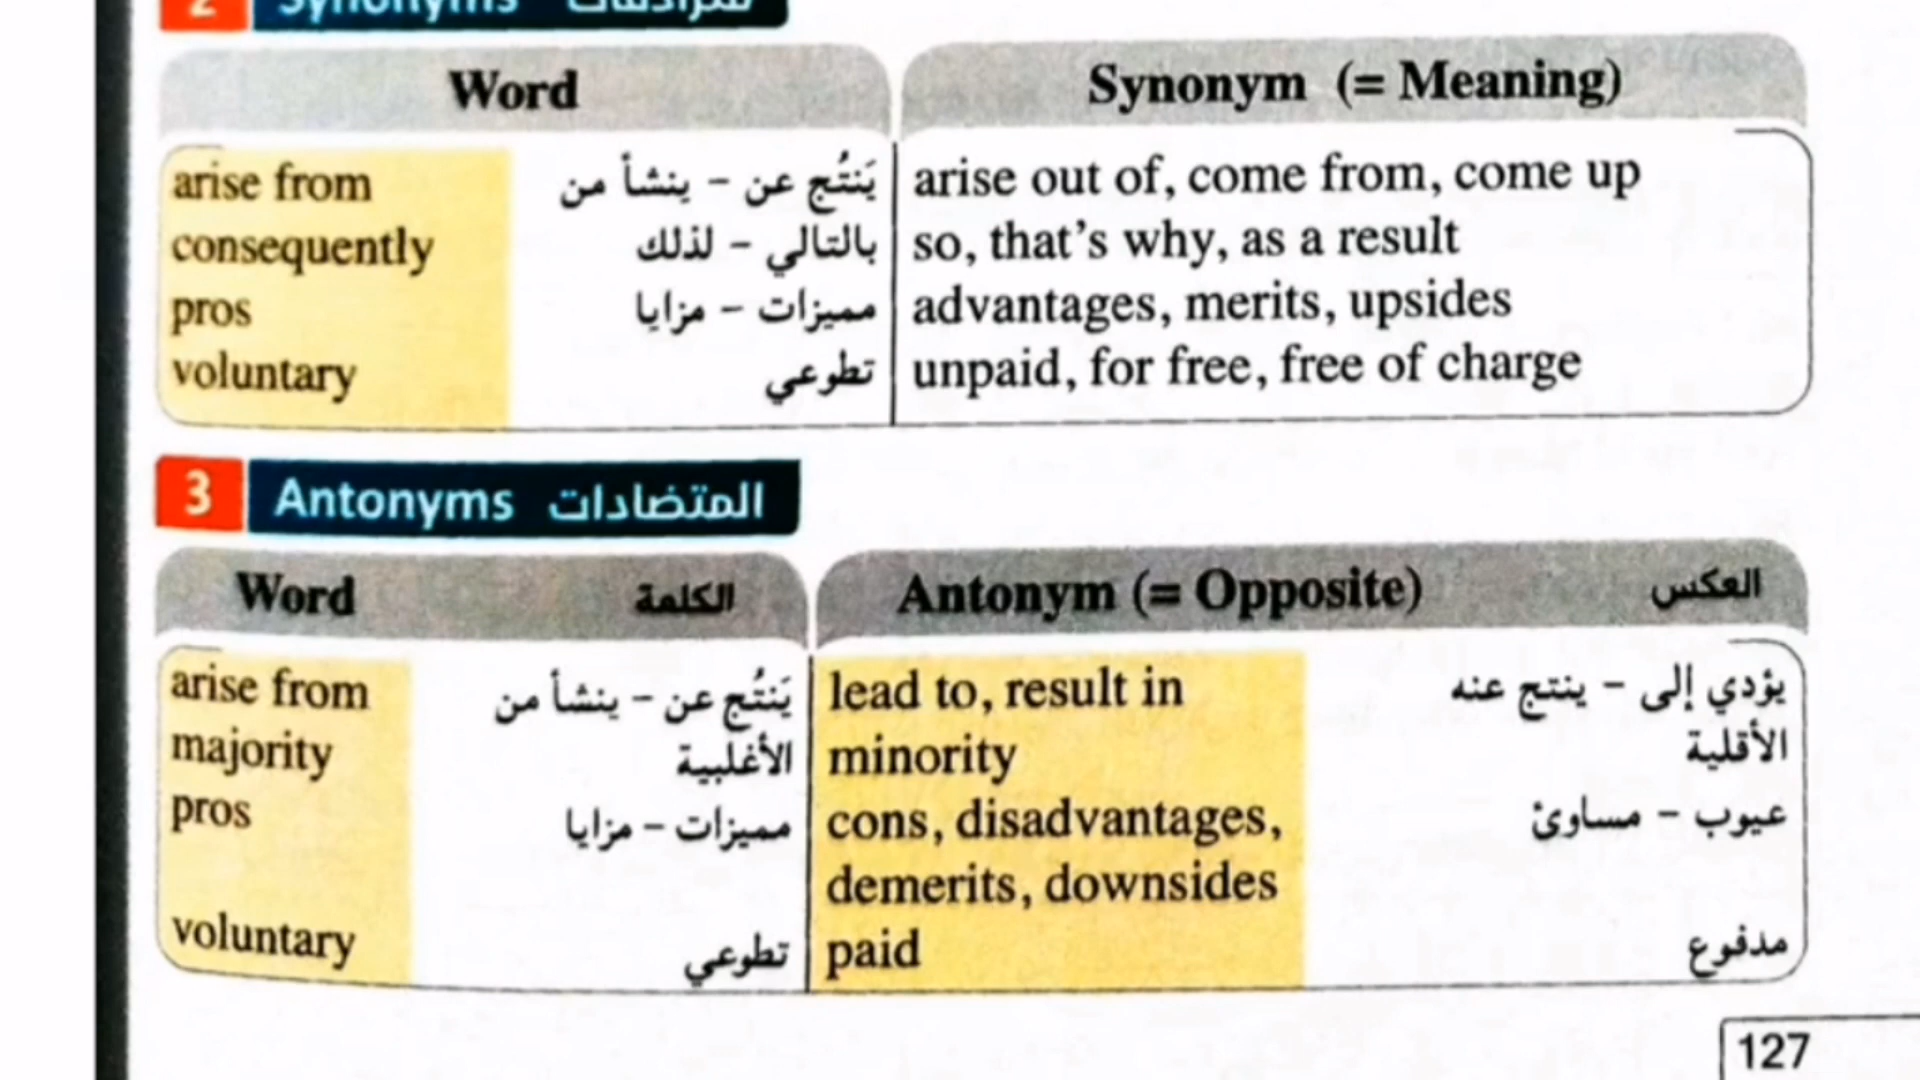 2 Synonyms المترادفات
Word Synonym (= Meaning)
arise from يَنتُج عن – ينشأ من arise out of, come from, come up
consequently بالتالي – لذلك so, that's why, as a result
pros مميزات – مزايا advantages, merits, upsides
voluntary تطوعي unpaid, for free, free of charge
3 Antonyms المتضادات
Word الكلمة Antonym (= Opposite) العكس
arise from يَنتُج عن – ينشأ من lead to, result in يؤدي إلى – ينتج عنه
majority الأغلبية minority الأقلية
pros مميزات – مزايا cons, disadvantages, عيوب – مساوئ
demerits, downsides
voluntary تطوعي paid مدفوع
127